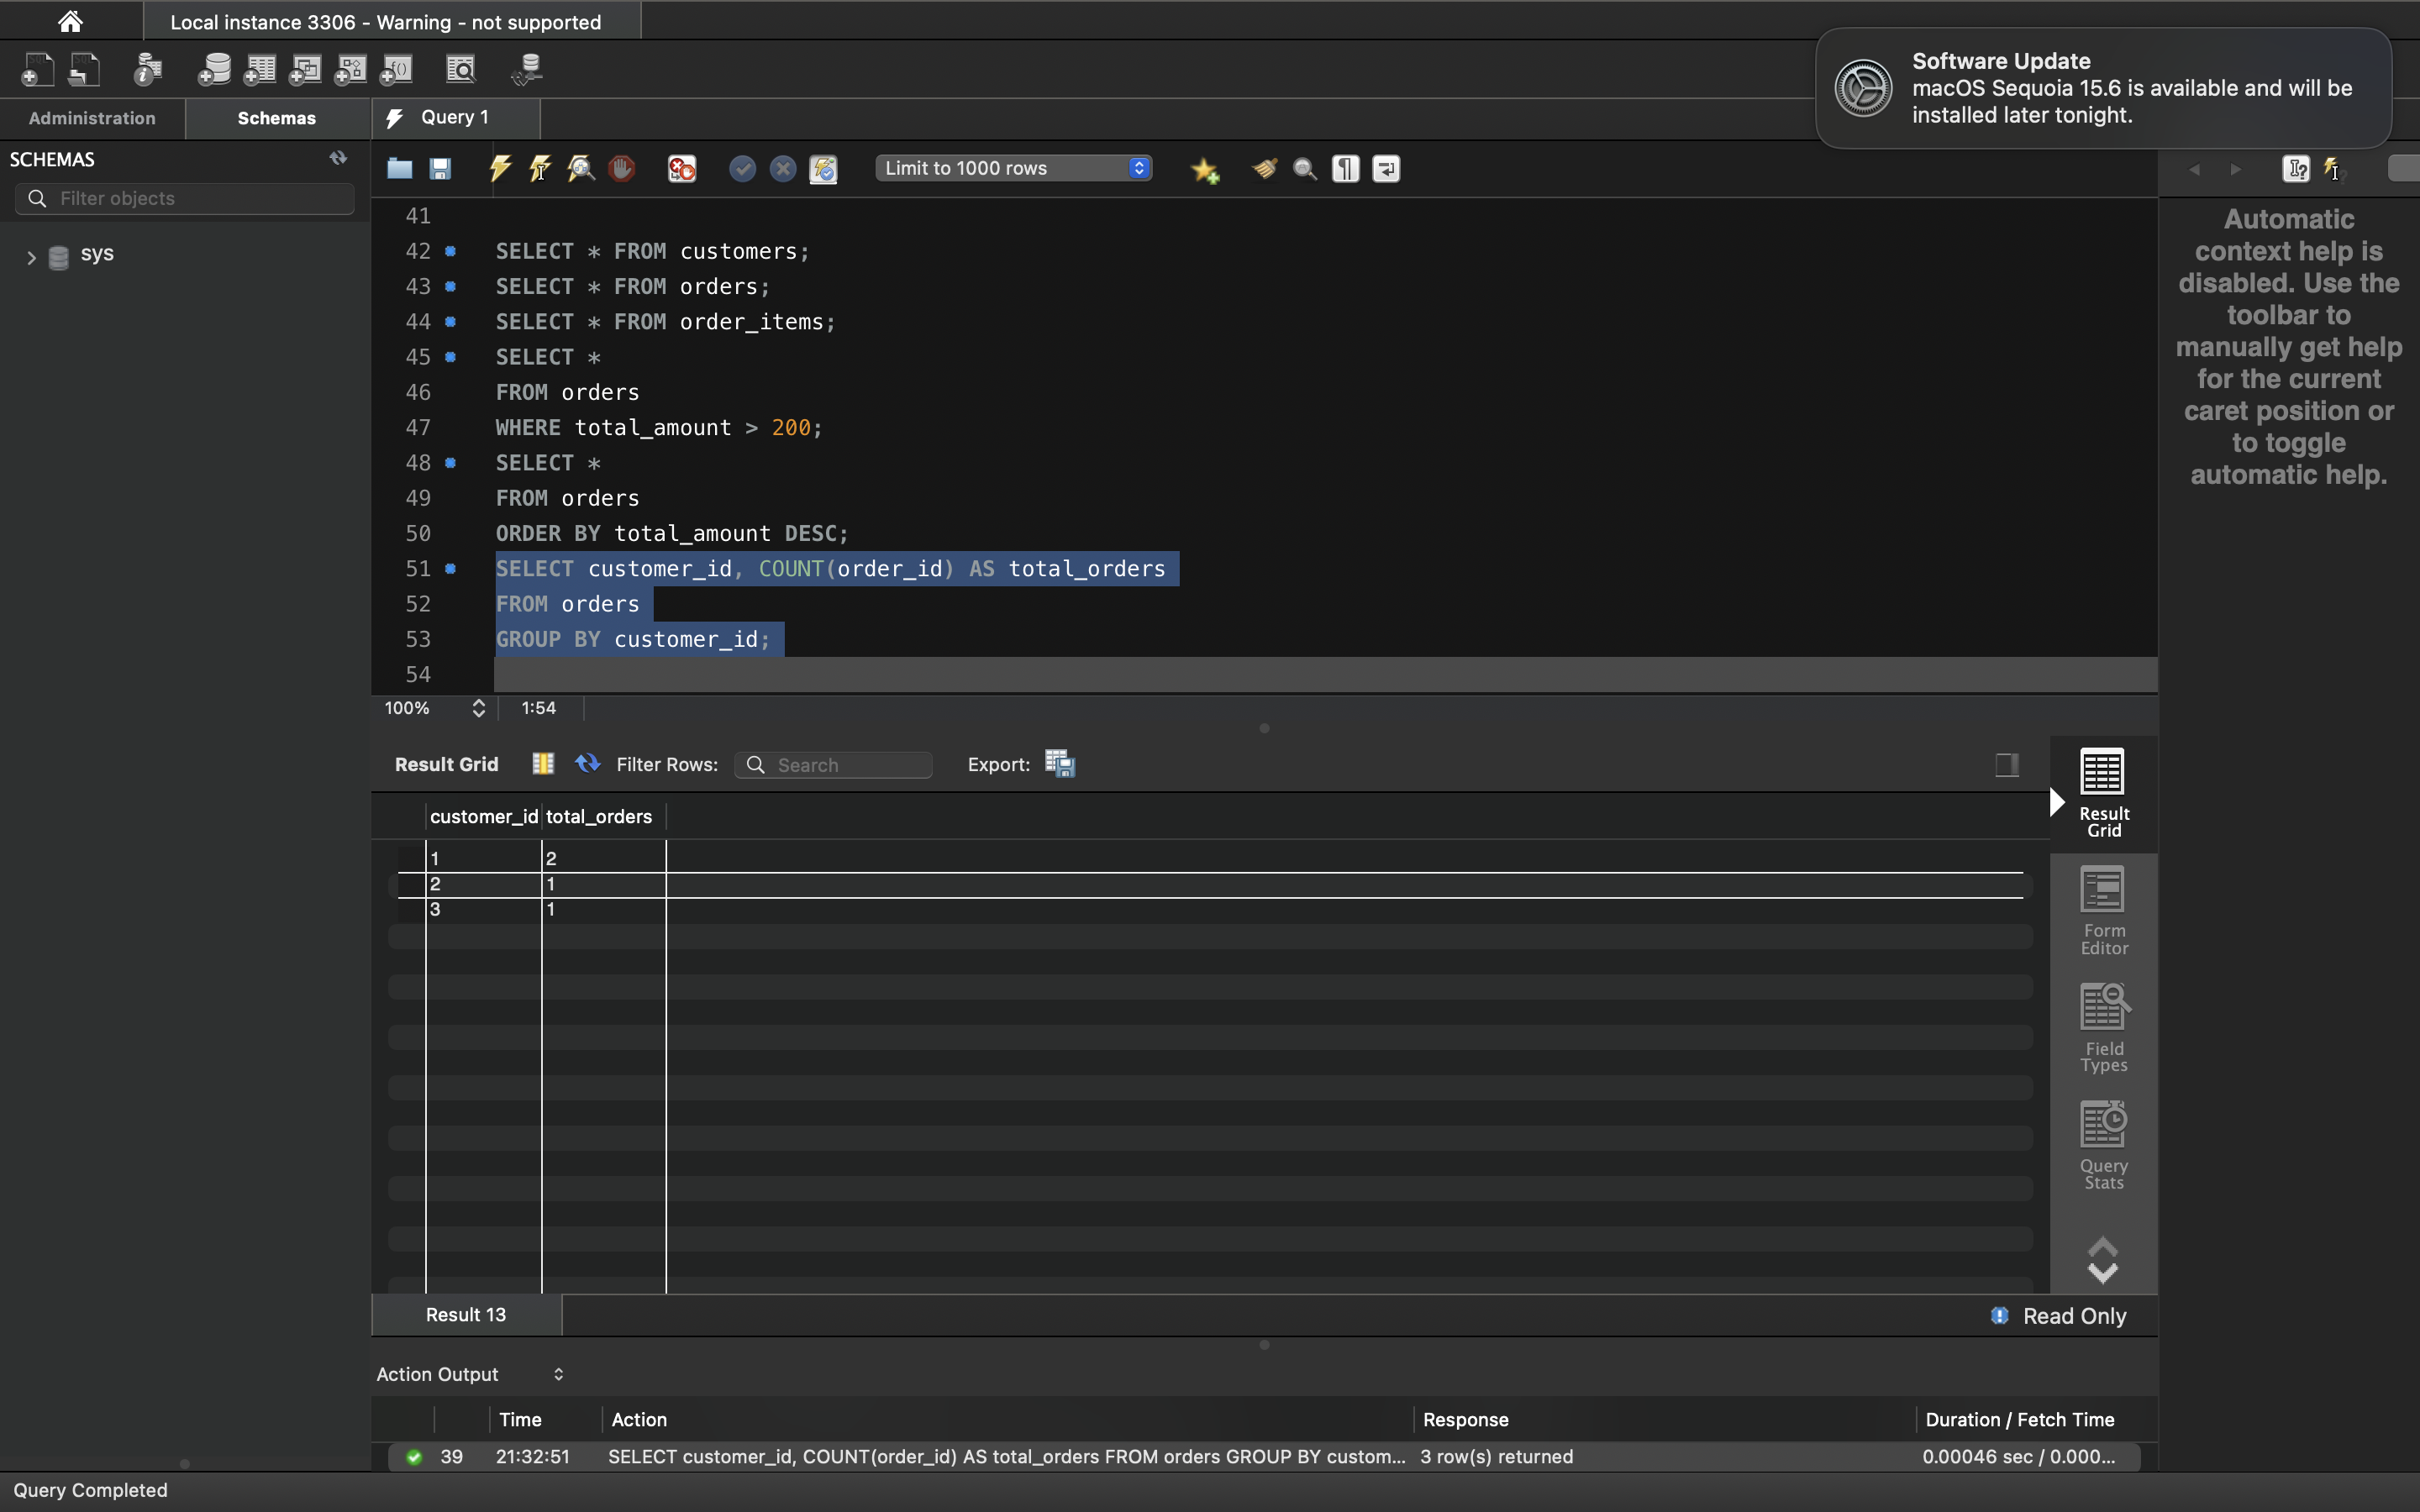 Local instance 3306 - Warning - not supported
Software Update
macOS Sequoia 15.6 is available and will be
installed later tonight.
Administration
Schemas
Query 1
SCHEMAS
Filter objects
sys
Limit to 1000 rows
41
42 SELECT * FROM customers;
43 SELECT * FROM orders;
44 SELECT * FROM order_items;
45 SELECT *
46 FROM orders
47 WHERE total_amount > 200;
48 SELECT *
49 FROM orders
50 ORDER BY total_amount DESC;
51 SELECT customer_id, COUNT(order_id) AS total_orders
52 FROM orders
53 GROUP BY customer_id;
54
Automatic
context help is
disabled. Use the
toolbar to
manually get help
for the current
caret position or
to toggle
automatic help.
100% 1:54
Result Grid Filter Rows: Search Export:
customer_id total_orders
1 2
2 1
3 1
Result
Grid
Form
Editor
Field
Types
Query
Stats
Result 13
Read Only
Action Output
Time Action Response Duration / Fetch Time
39 21:32:51 SELECT customer_id, COUNT(order_id) AS total_orders FROM orders GROUP BY custom... 3 row(s) returned 0.00046 sec / 0.000...
Query Completed